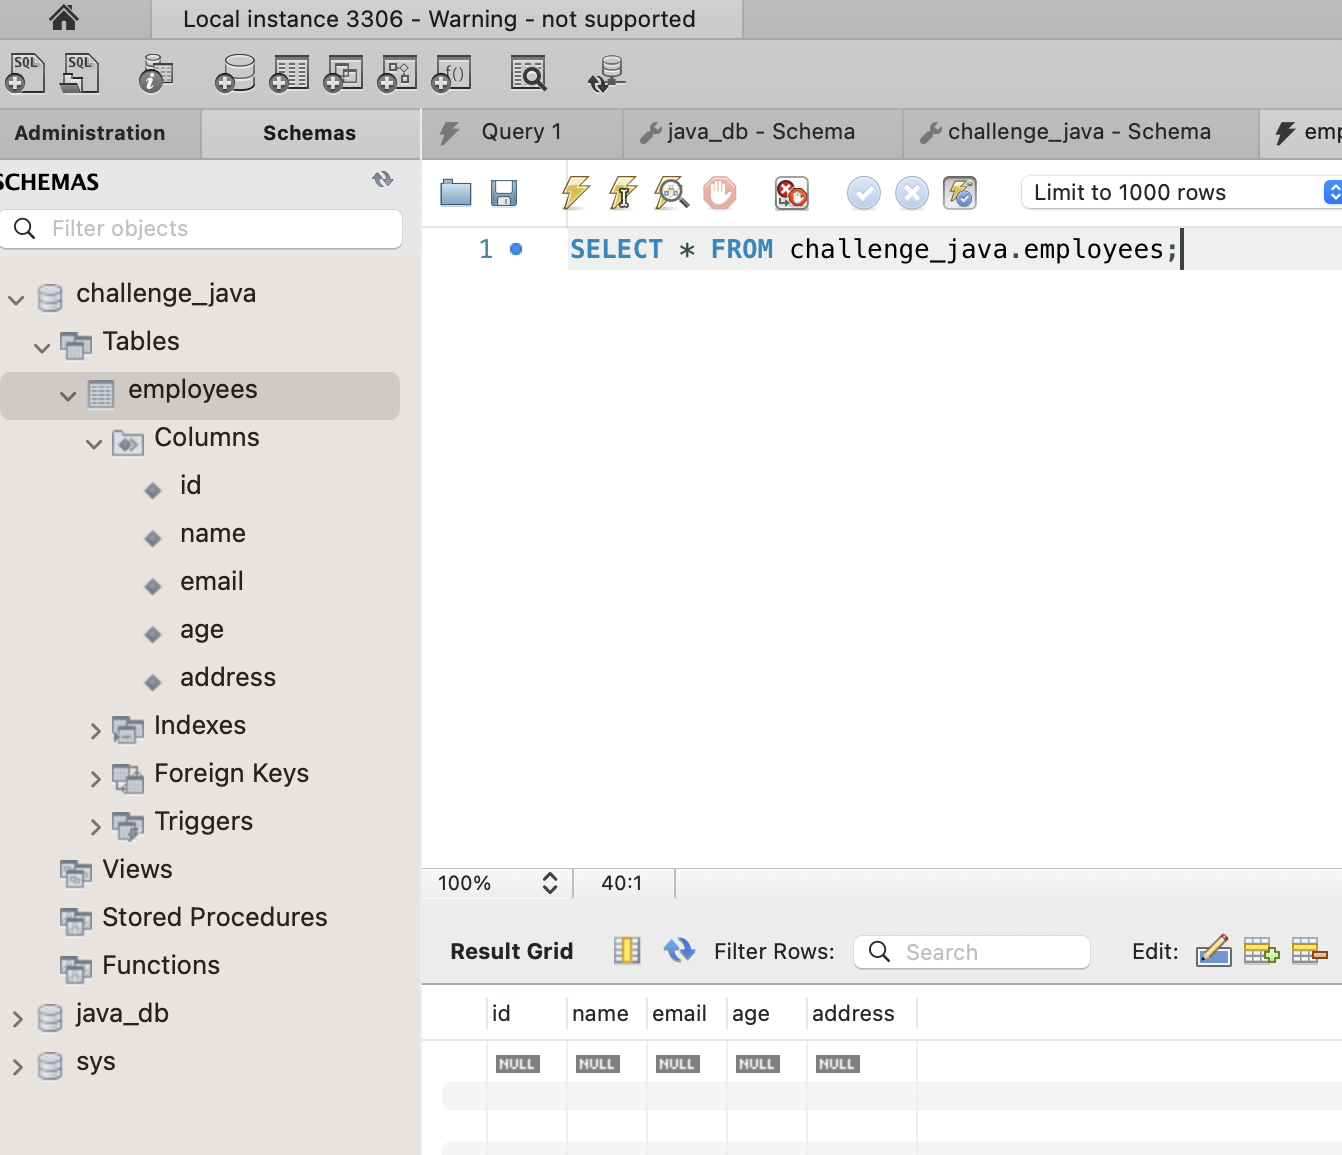 Local instance 3306 - Warning - not supported
SQL
SQL
i
f()
Administration
Schemas
Query 1
java_db - Schema
challenge_java - Schema
SCHEMAS
Filter objects
Limit to 1000 rows
1
SELECT * FROM challenge_java.employees;
challenge_java
Tables
employees
Columns
id
name
email
age
address
Indexes
Foreign Keys
Triggers
Views
Stored Procedures
Functions
java_db
sys
100%
40:1
Result Grid
Filter Rows:
Search
Edit:
id name email age address
NULL NULL NULL NULL NULL